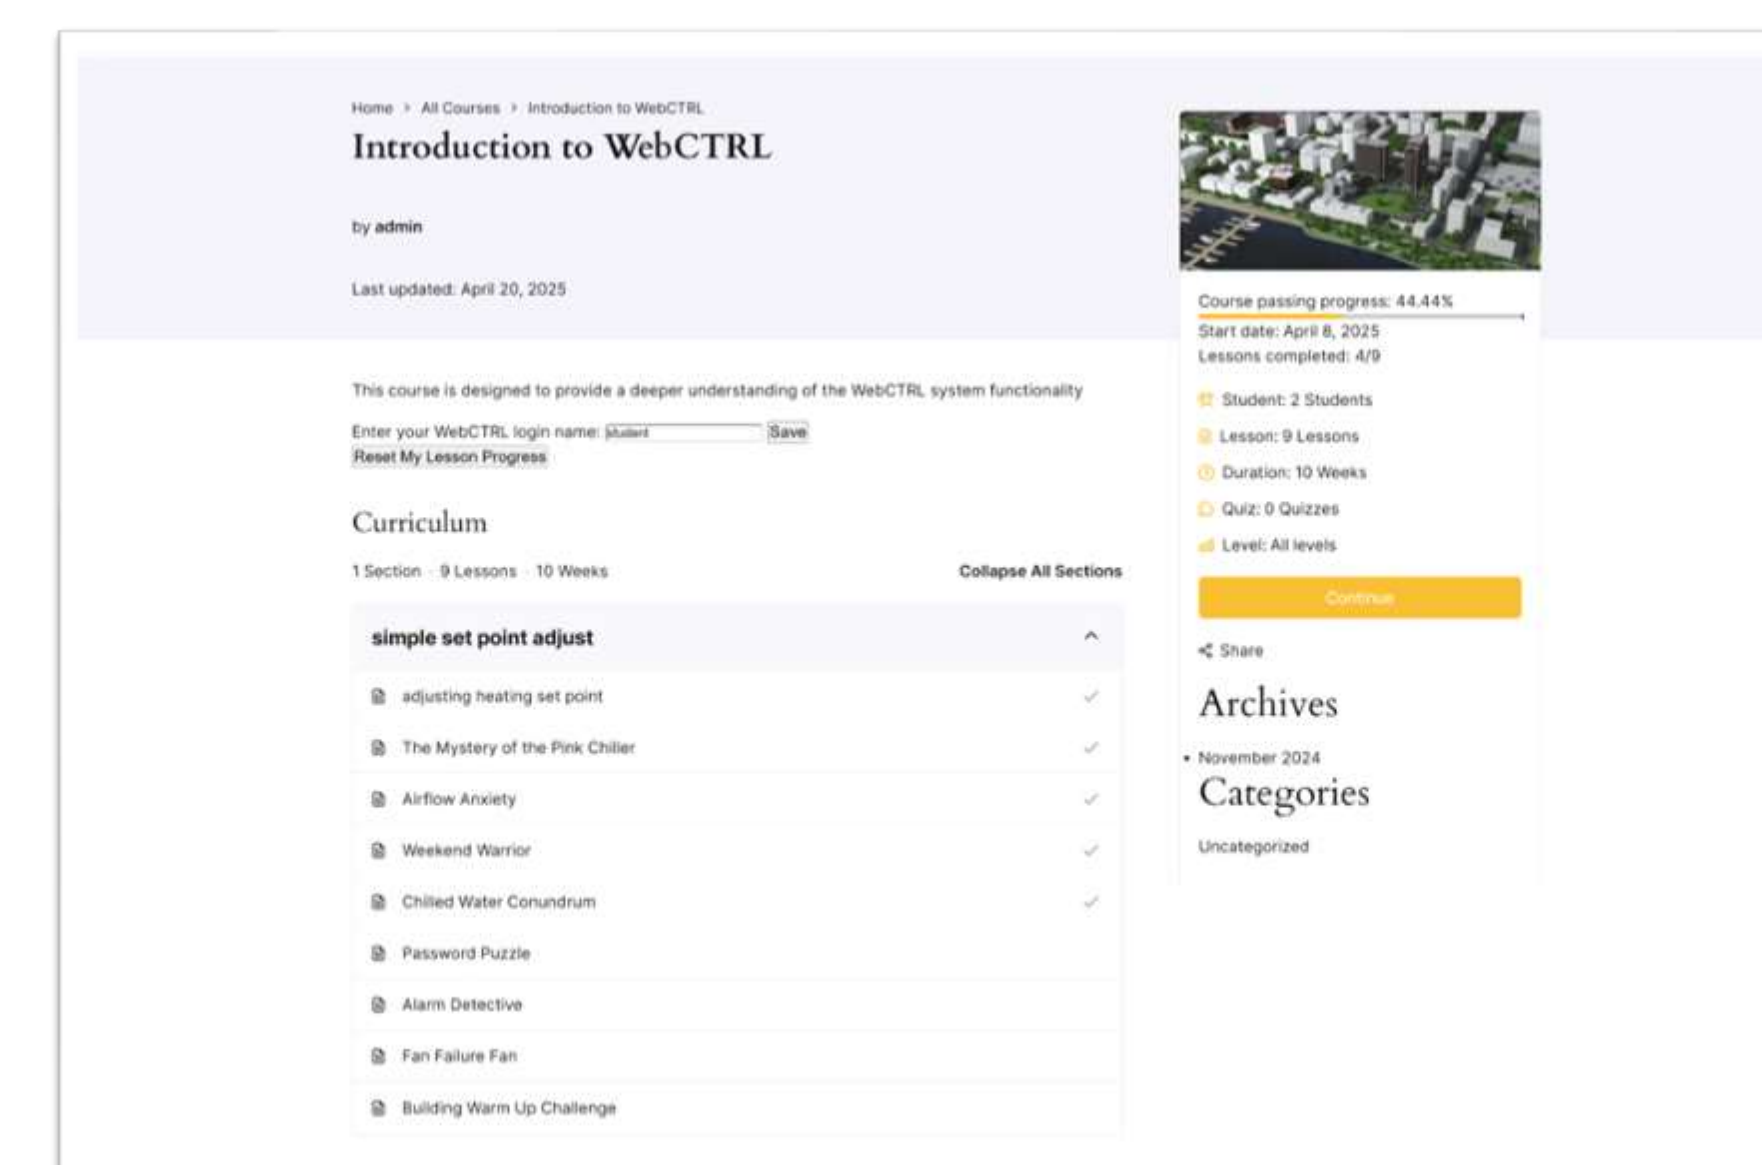 Home > All Courses > Introduction to WebCTRL
Introduction to WebCTRL
by admin
Last updated: April 20, 2025
This course is designed to provide a deeper understanding of the WebCTRL system functionality
Enter your WebCTRL login name: student Save
Reset My Lesson Progress
Curriculum
1 Section · 9 Lessons · 10 Weeks
Collapse All Sections
simple set point adjust
adjusting heating set point
The Mystery of the Pink Chiller
Airflow Anxiety
Weekend Warrior
Chilled Water Conundrum
Password Puzzle
Alarm Detective
Fan Failure Fan
Building Warm Up Challenge
Course passing progress: 44.44%
Start date: April 8, 2025
Lessons completed: 4/9
Student: 2 Students
Lesson: 9 Lessons
Duration: 10 Weeks
Quiz: 0 Quizzes
Level: All levels
Continue
Share
Archives
• November 2024
Categories
Uncategorized